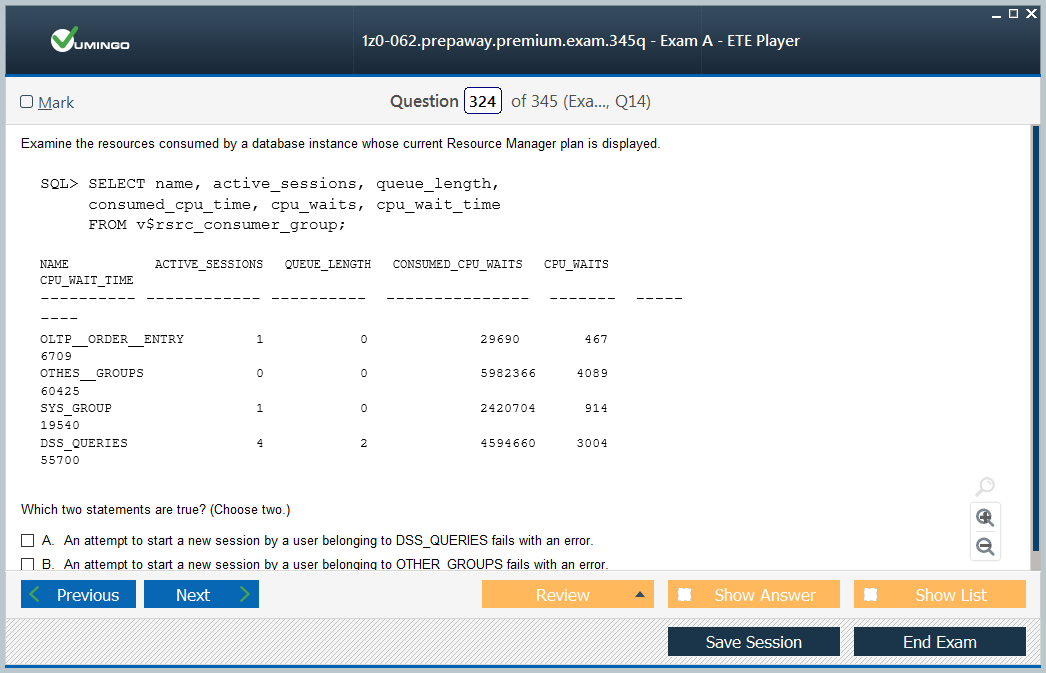 VUMINGO
1z0-062.prepaway.premium.exam.345q - Exam A - ETE Player
Mark
Question 324 of 345 (Exa..., Q14)
Examine the resources consumed by a database instance whose current Resource Manager plan is displayed.
SQL> SELECT name, active_sessions, queue_length,
consumed_cpu_time, cpu_waits, cpu_wait_time
FROM v$rsrc_consumer_group;
NAME ACTIVE_SESSIONS QUEUE_LENGTH CONSUMED_CPU_WAITS CPU_WAITS
CPU_WAIT_TIME
---------- ------------ ---------- --------------- ------- -----
----
OLTP__ORDER__ENTRY 1 0 29690 467
6709
OTHES__GROUPS 0 0 5982366 4089
60425
SYS_GROUP 1 0 2420704 914
19540
DSS_QUERIES 4 2 4594660 3004
55700
Which two statements are true? (Choose two.)
A. An attempt to start a new session by a user belonging to DSS_QUERIES fails with an error.
B. An attempt to start a new session by a user belonging to OTHER_GROUPS fails with an error.
Previous Next Review Show Answer Show List
Save Session End Exam